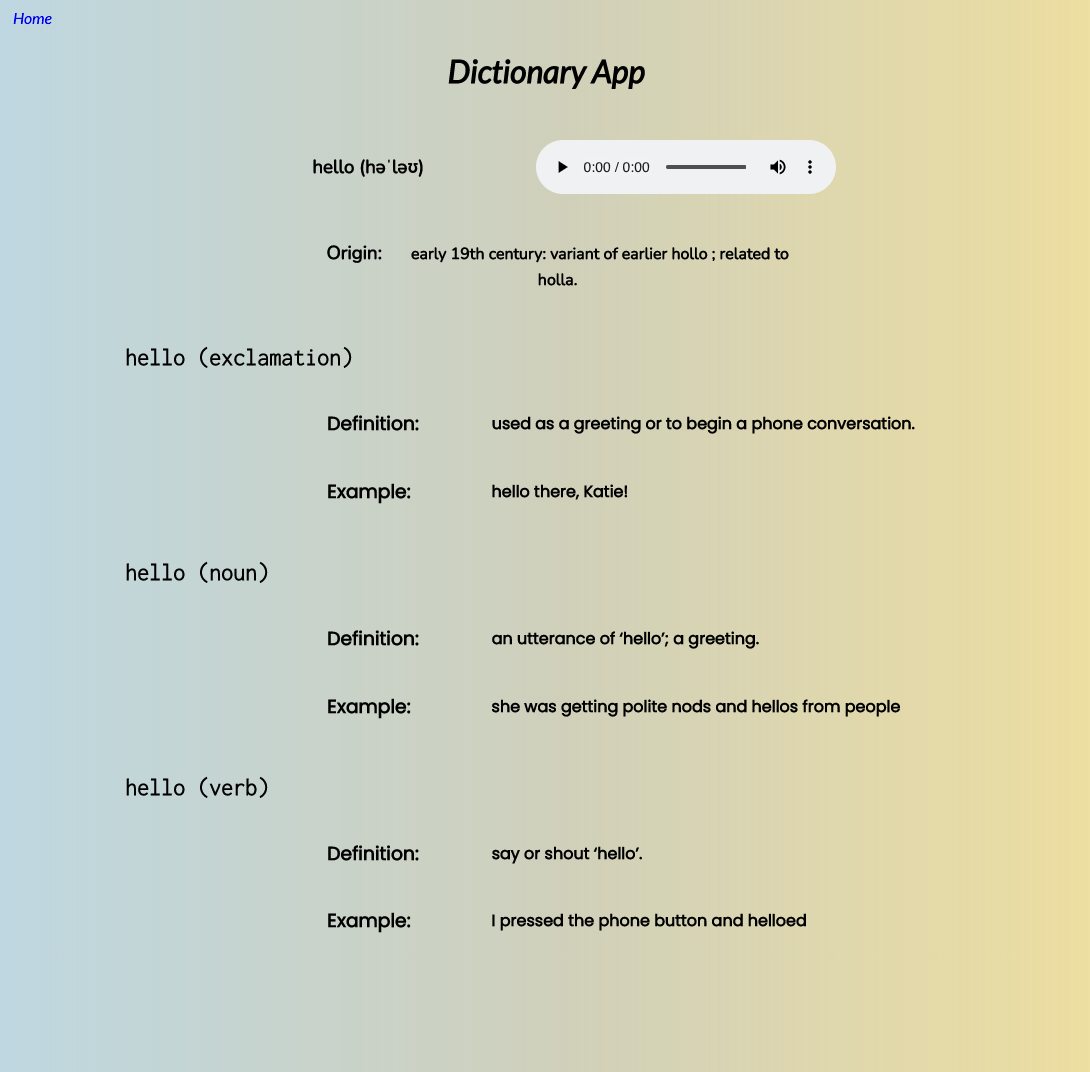 Home
Dictionary App
hello (həˈləʊ)
0:00 / 0:00
Origin: early 19th century: variant of earlier hollo ; related to
holla.
hello (exclamation)
Definition: used as a greeting or to begin a phone conversation.
Example: hello there, Katie!
hello (noun)
Definition: an utterance of ‘hello’; a greeting.
Example: she was getting polite nods and hellos from people
hello (verb)
Definition: say or shout ‘hello’.
Example: I pressed the phone button and helloed